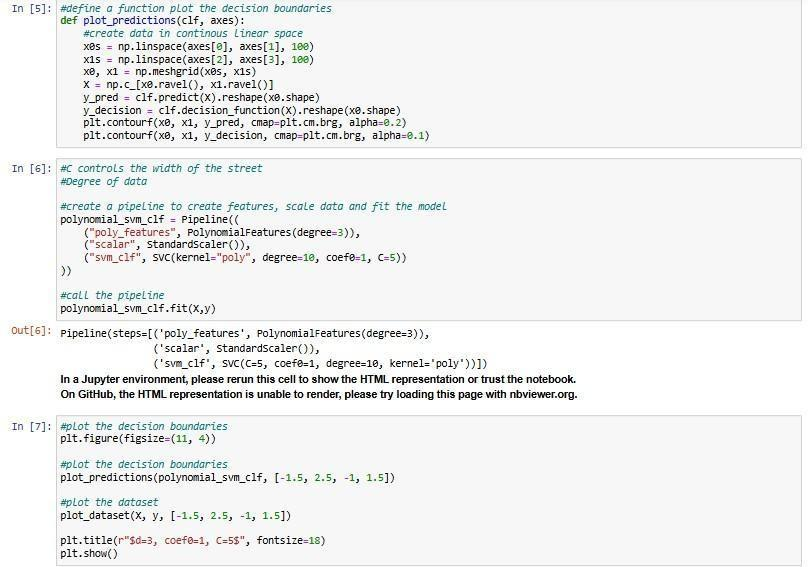 In [5]: #define a function plot the decision boundaries
def plot_predictions(clf, axes):
#create data in continous linear space
x0s = np.linspace(axes[0], axes[1], 100)
x1s = np.linspace(axes[2], axes[3], 100)
x0, x1 = np.meshgrid(x0s, x1s)
X = np.c_[x0.ravel(), x1.ravel()]
y_pred = clf.predict(X).reshape(x0.shape)
y_decision = clf.decision_function(X).reshape(x0.shape)
plt.contourf(x0, x1, y_pred, cmap=plt.cm.brg, alpha=0.2)
plt.contourf(x0, x1, y_decision, cmap=plt.cm.brg, alpha=0.1)
In [6]: #C controls the width of the street
#Degree of data
#create a pipeline to create features, scale data and fit the model
polynomial_svm_clf = Pipeline((
("poly_features", PolynomialFeatures(degree=3)),
("scalar", StandardScaler()),
("svm_clf", SVC(kernel="poly", degree=10, coef0=1, C=5))
))
#call the pipeline
polynomial_svm_clf.fit(X,y)
Out[6]: Pipeline(steps=[('poly_features', PolynomialFeatures(degree=3)),
('scalar', StandardScaler()),
('svm_clf', SVC(C=5, coef0=1, degree=10, kernel='poly'))])
In a Jupyter environment, please rerun this cell to show the HTML representation or trust the notebook.
On GitHub, the HTML representation is unable to render, please try loading this page with nbviewer.org.
In [7]: #plot the decision boundaries
plt.figure(figsize=(11, 4))
#plot the decision boundaries
plot_predictions(polynomial_svm_clf, [-1.5, 2.5, -1, 1.5])
#plot the dataset
plot_dataset(X, y, [-1.5, 2.5, -1, 1.5])
plt.title(r"$d=3, coef0=1, C=5$", fontsize=18)
plt.show()